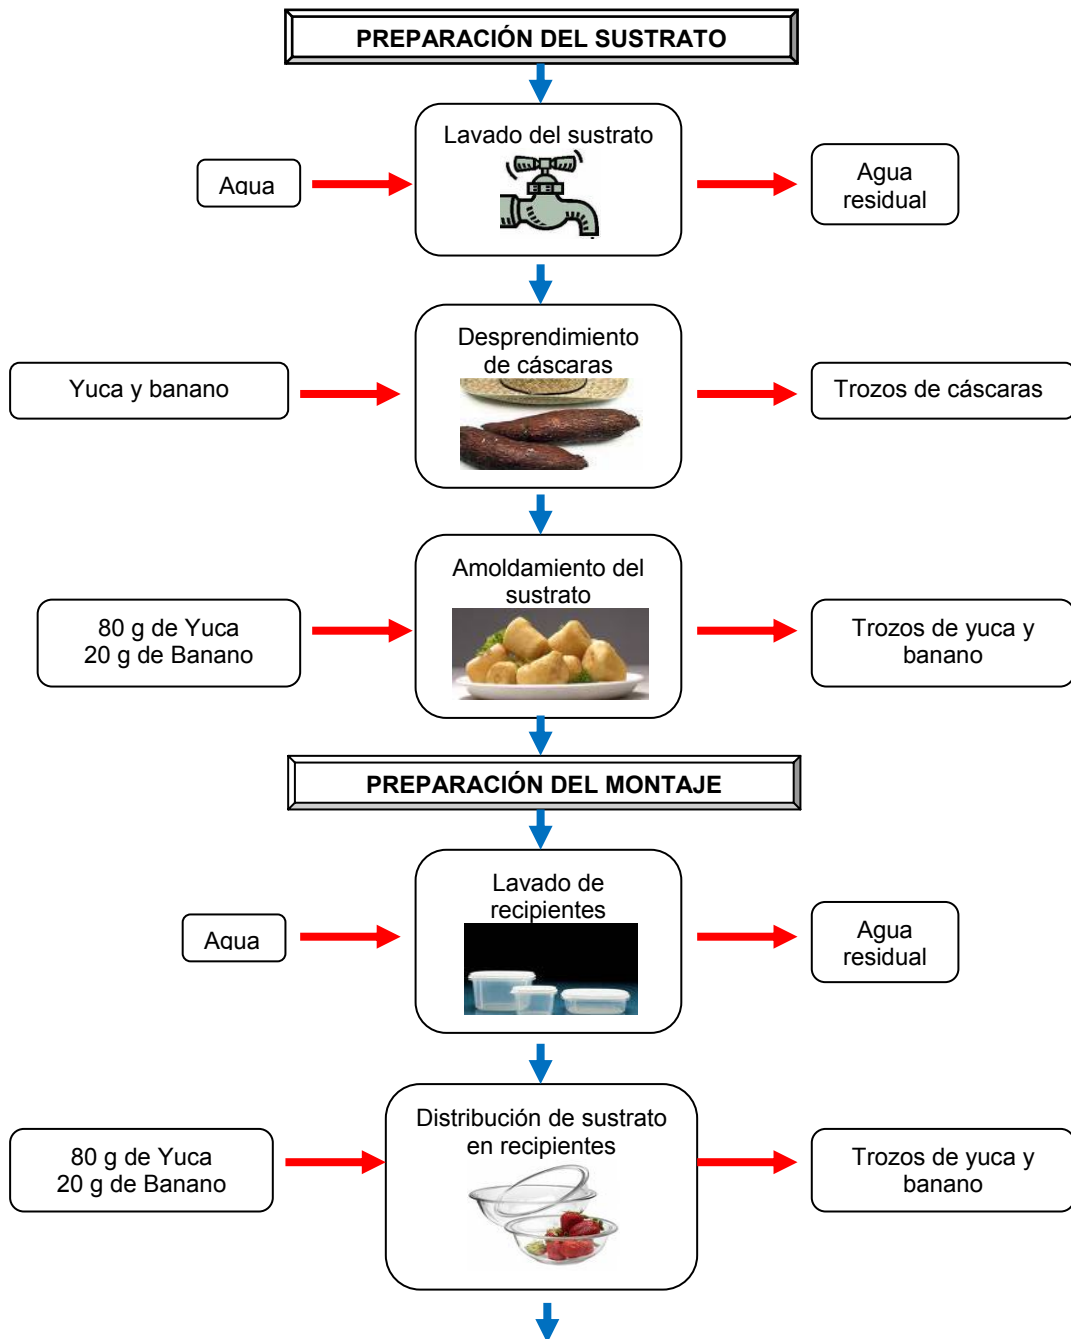 PREPARACIÓN DEL SUSTRATO
Lavado del sustrato
Agua
Agua
residual
Desprendimiento
de cáscaras
Yuca y banano
Trozos de cáscaras
Amoldamiento del
sustrato
80 g de Yuca
20 g de Banano
Trozos de yuca y
banano
PREPARACIÓN DEL MONTAJE
Lavado de
recipientes
Agua
Agua
residual
Distribución de sustrato
en recipientes
80 g de Yuca
20 g de Banano
Trozos de yuca y
banano